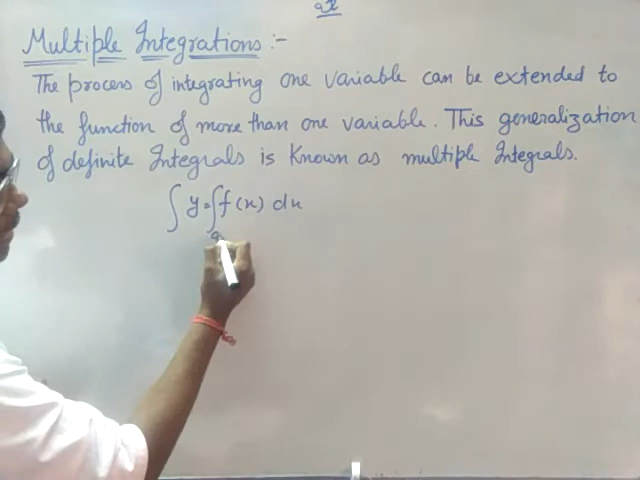 Multiple Integrations :-
The process of integrating one variable can be extended to
the function of more than one variable. This generalization
of definite Integrals is known as multiple Integrals.
∫ y = ∫ f(x) dx
a